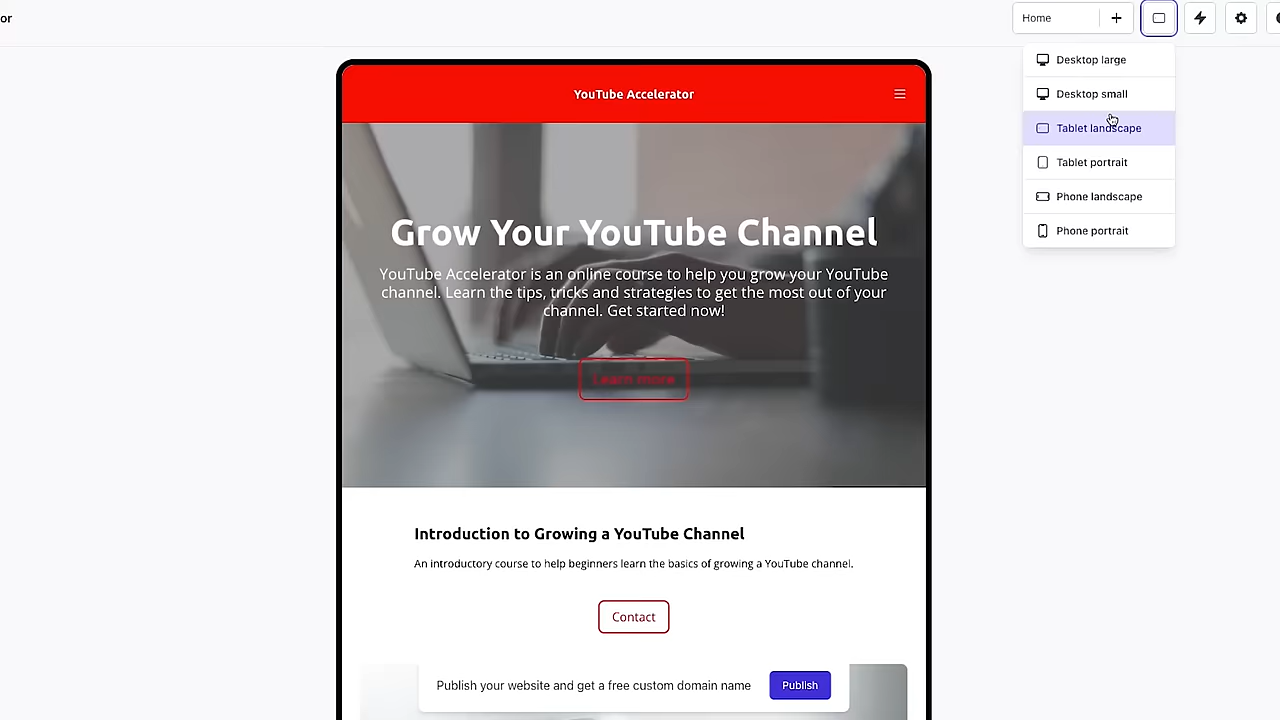 or
Home
Desktop large
Desktop small
Tablet landscape
Tablet portrait
Phone landscape
Phone portrait
YouTube Accelerator
Grow Your YouTube Channel
YouTube Accelerator is an online course to help you grow your YouTube
channel. Learn the tips, tricks and strategies to get the most out of your
channel. Get started now!
Learn more
Introduction to Growing a YouTube Channel
An introductory course to help beginners learn the basics of growing a YouTube channel.
Contact
Publish your website and get a free custom domain name
Publish